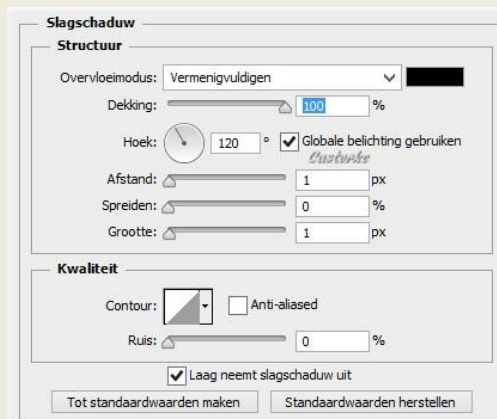 Slagschaduw
Structuur
Overvloeimodus: Vermenigvuldigen
Dekking: 100 %
Hoek: 120 ° Globale belichting gebruiken
Afstand: 1 px
Spreiden: 0 %
Grootte: 1 px
Kwaliteit
Contour: Anti-aliased
Ruis: 0 %
Laag neemt slagschaduw uit
Tot standaardwaarden maken Standaardwaarden herstellen